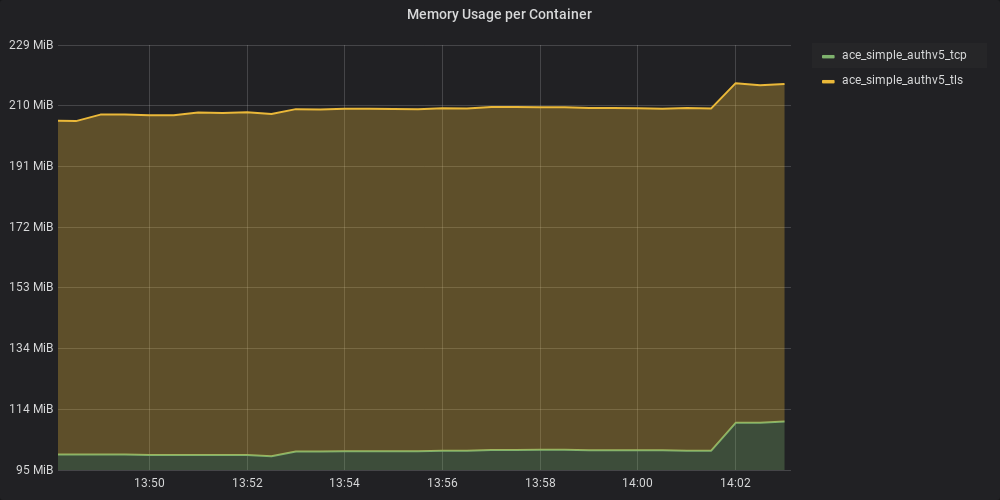 Memory Usage per Container
229 MiB
210 MiB
191 MiB
172 MiB
153 MiB
134 MiB
114 MiB
95 MiB
13:50 13:52 13:54 13:56 13:58 14:00 14:02
ace_simple_authv5_tcp
ace_simple_authv5_tls